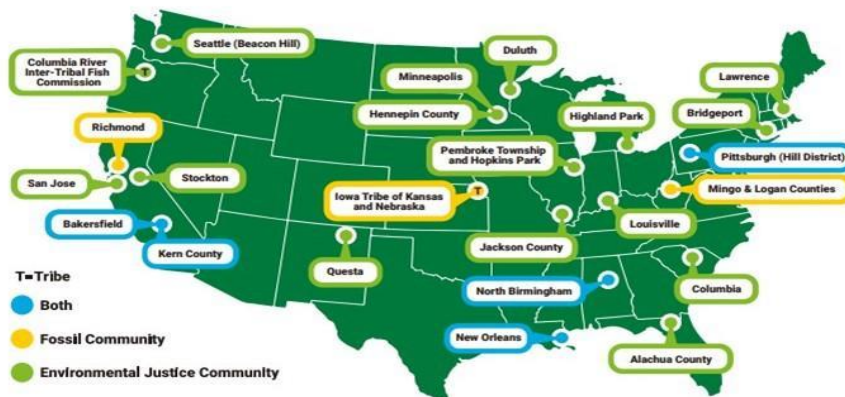 Seattle (Beacon Hill)
Duluth
Columbia River
Inter-Tribal Fish
Commission
T
Minneapolis
Lawrence
Hennepin County
Highland Park
Bridgeport
Richmond
Pembroke Township
and Hopkins Park
Pittsburgh (Hill District)
San Jose
Stockton
Iowa Tribe of Kansas
and Nebraska
T
Mingo & Logan Counties
Bakersfield
Kern County
Questa
Jackson County
Louisville
T=Tribe
North Birmingham
Columbia
Both
Fossil Community
New Orleans
Alachua County
Environmental Justice Community